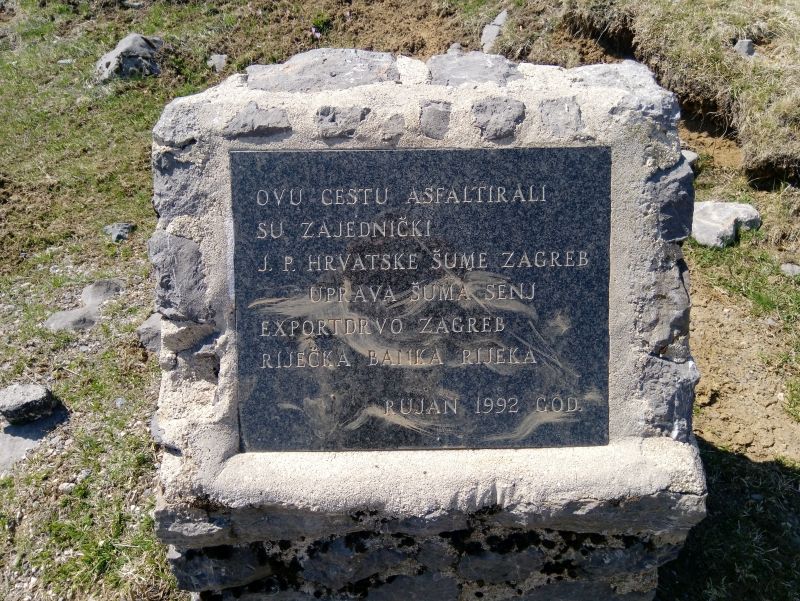 OVU CESTU ASFALTIRALI
SU ZAJEDNIČKI
J. P. HRVATSKE ŠUME ZAGREB
UPRAVA ŠUMA SENJ
EXPORTDRVO ZAGREB
RIJEČKA BANKA RIJEKA
RUJAN 1992 GOD.